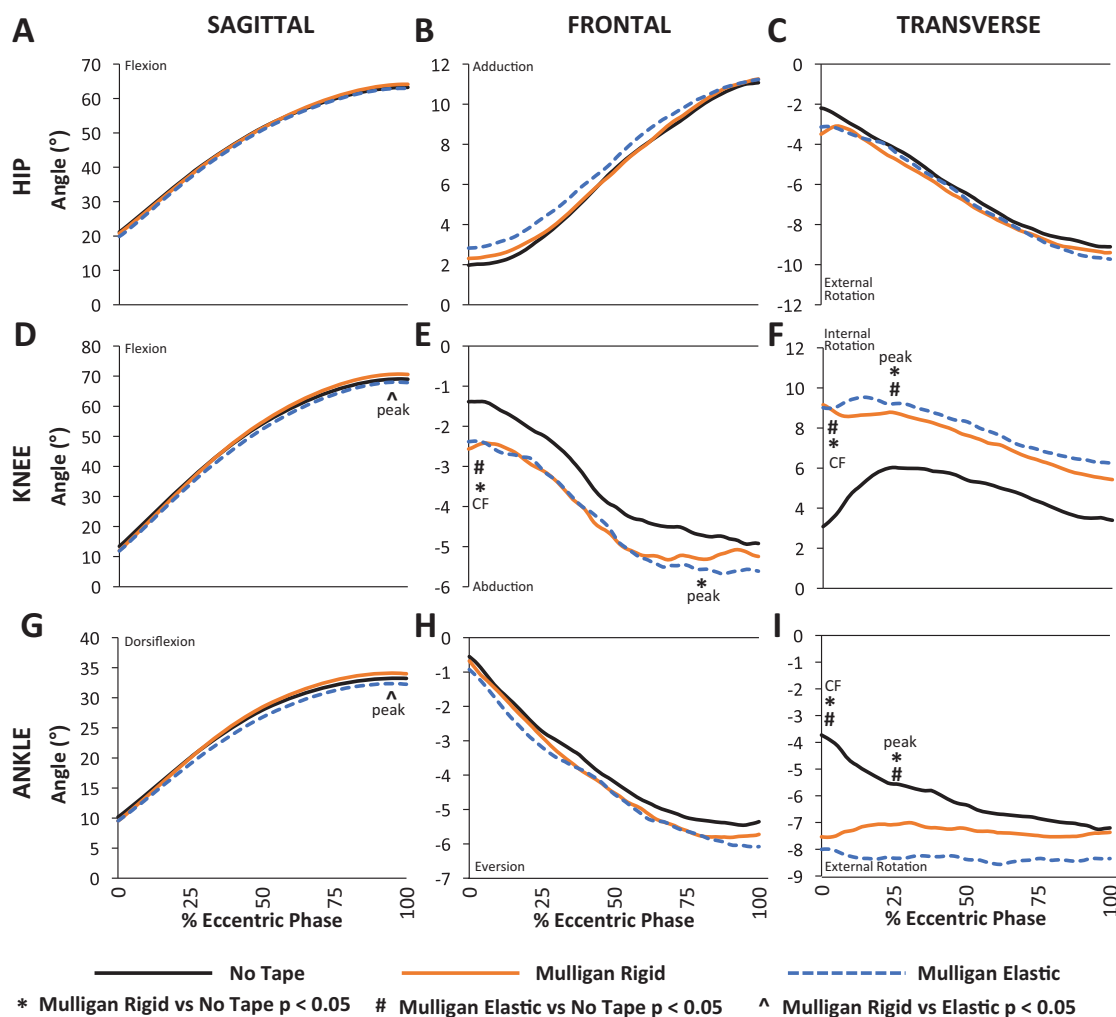 SAGITTAL
FRONTAL
TRANSVERSE
HIP
KNEE
ANKLE
A
Angle (°)
Flexion
70
60
50
40
30
20
10
0
B
Adduction
12
10
8
6
4
2
0
C
0
-2
-4
-6
-8
-10
-12
External
Rotation
D
Angle (°)
Flexion
80
70
60
50
40
30
20
10
0
^
peak
E
0
-1
-2
-3
-4
-5
-6
#
*
CF
Abduction
*
peak
F
Internal
Rotation
12
10
8
6
4
2
0
peak
*
#
#
*
CF
G
Angle (°)
Dorsiflexion
40
35
30
25
20
15
10
5
0
^
peak
0
25
50
75
100
% Eccentric Phase
H
0
-1
-2
-3
-4
-5
-6
-7
Eversion
0
25
50
75
100
% Eccentric Phase
I
0
-1
-2
-3
-4
-5
-6
-7
-8
-9
CF
*
#
peak
*
#
External Rotation
0
25
50
75
100
% Eccentric Phase
No Tape
Mulligan Rigid
Mulligan Elastic
* Mulligan Rigid vs No Tape p < 0.05
# Mulligan Elastic vs No Tape p < 0.05
^ Mulligan Rigid vs Elastic p < 0.05